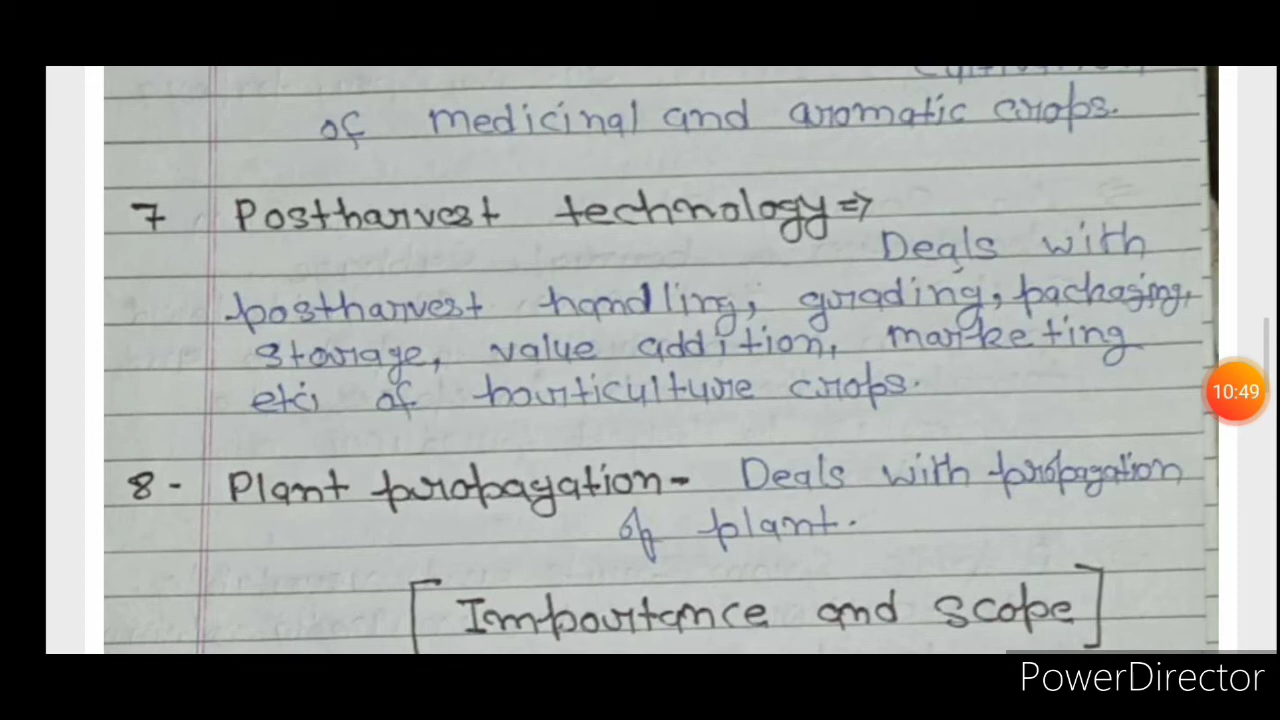 of medicinal and aromatic crops.
7 Postharvest technology ⇒
Deals with
postharvest handling, grading, packaging,
storage, value addition, marketing
etc. of horticulture crops.
10:49
8 - Plant propagation - Deals with propagation
of plant.
[Importance and scope]
PowerDirector